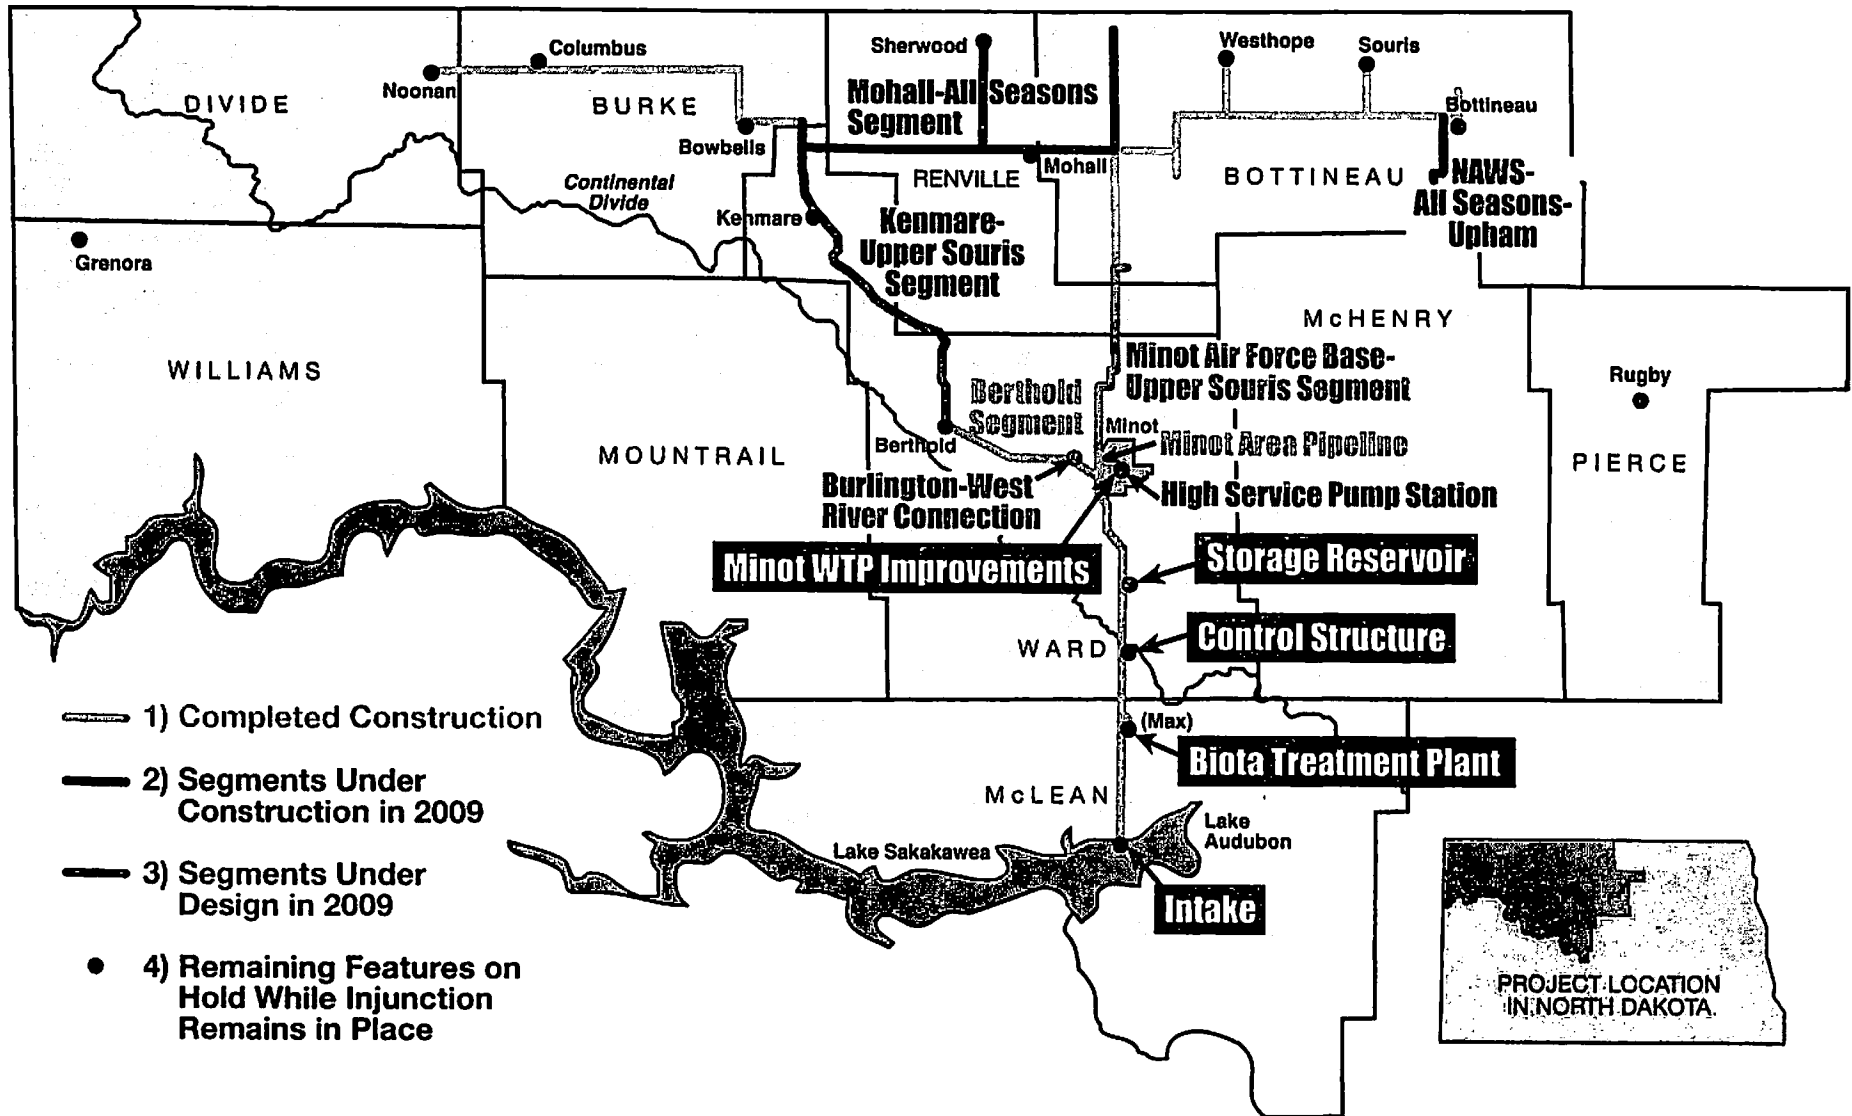 Columbus
Noonan
DIVIDE
BURKE
Bowbells
Sherwood
Mohall-All Seasons
Segment
Mohall
RENVILLE
Westhope
Souris
Bottineau
BOTTINEAU
NAWS-
All Seasons-
Upham
Continental
Divide
Kenmare
Kenmare-
Upper Souris
Segment
Grenora
WILLIAMS
MOUNTRAIL
McHENRY
Minot Air Force Base-
Upper Souris Segment
Rugby
PIERCE
Berthold
Segment
Berthold
Minot
Minot Area Pipeline
Burlington-West
River Connection
High Service Pump Station
Minot WTP Improvements
Storage Reservoir
WARD
Control Structure
(Max)
Biota Treatment Plant
McLEAN
Lake
Audubon
Lake Sakakawea
Intake
1) Completed Construction
2) Segments Under
Construction in 2009
3) Segments Under
Design in 2009
4) Remaining Features on
Hold While Injunction
Remains in Place
PROJECT LOCATION
IN NORTH DAKOTA